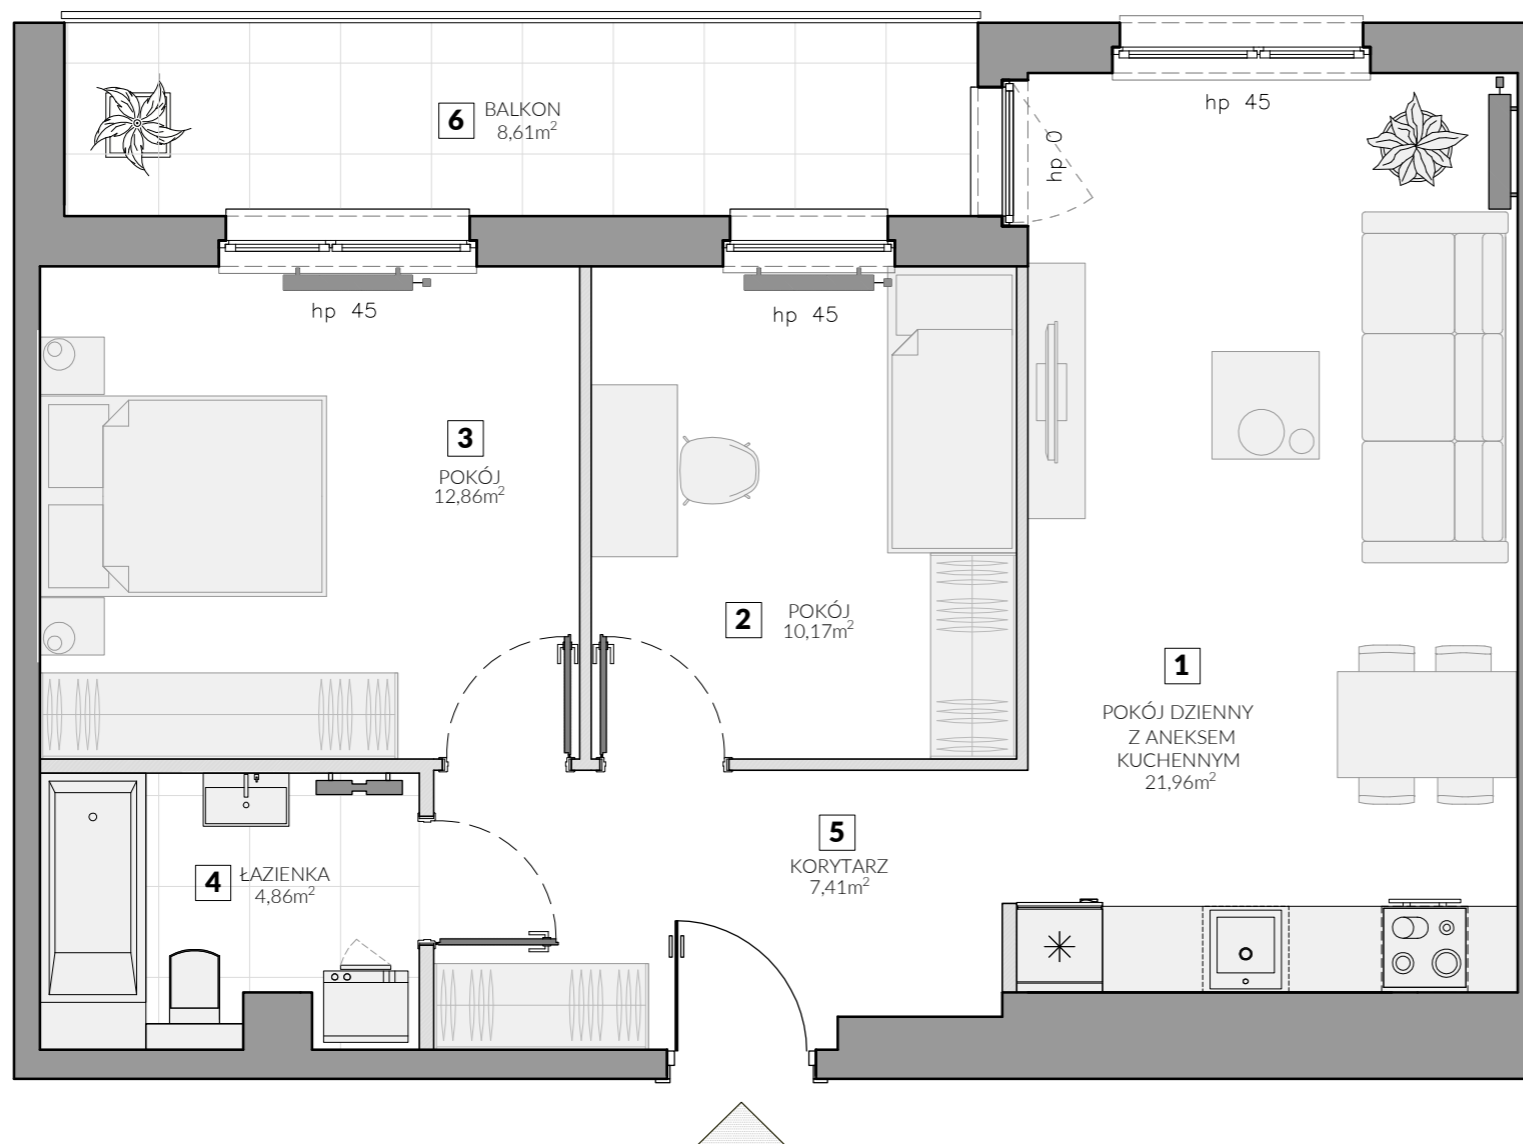 6 BALKON
8,61m²
hp 45
hp 0
hp 45
hp 45
3
POKÓJ
12,86m²
2 POKÓJ
10,17m²
1
POKÓJ DZIENNY
Z ANEKSEM
KUCHENNYM
21,96m²
5
KORYTARZ
7,41m²
4 ŁAZIENKA
4,86m²